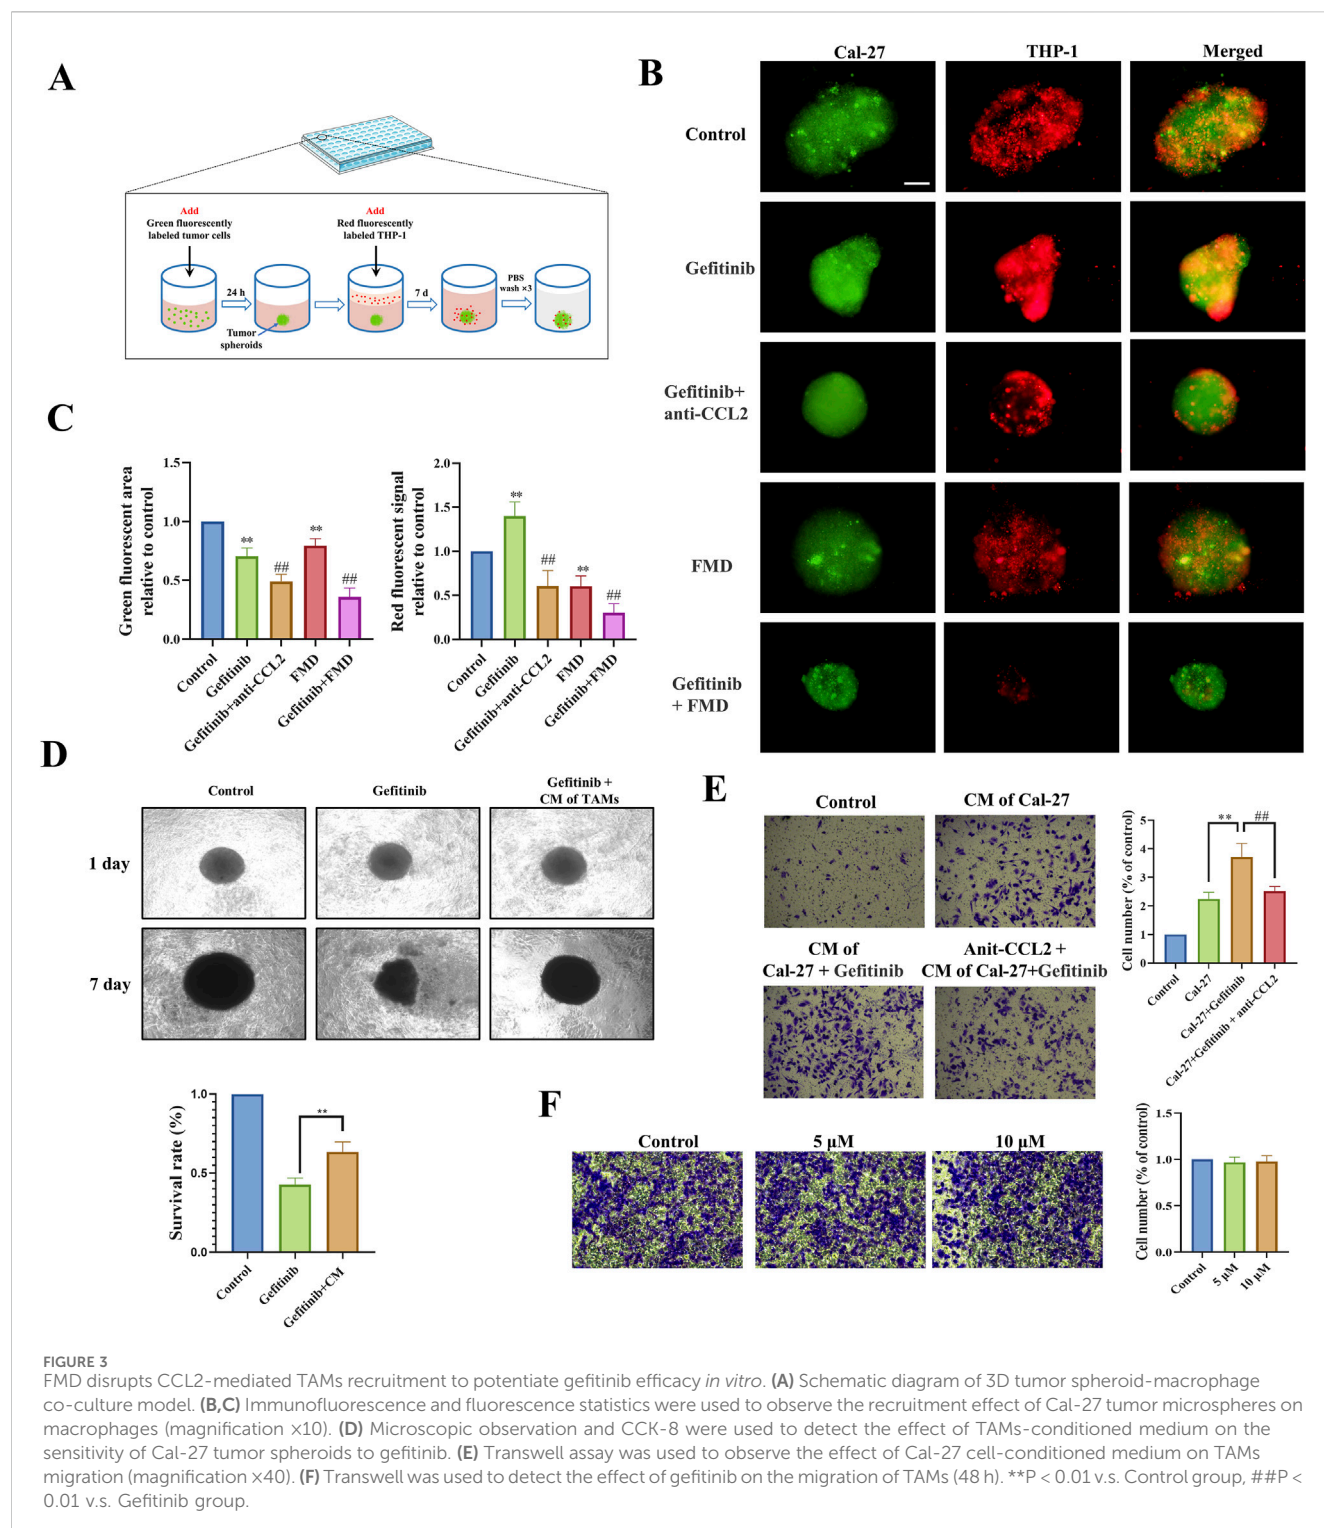 A
Add
Green fluorescently
labeled tumor cells
Add
Red fluorescently
labeled THP-1
24 h
7 d
PBS
wash ×3
Tumor
spheroids
B
Cal-27
THP-1
Merged
Control
Gefitinib
Gefitinib+
anti-CCL2
FMD
Gefitinib
+ FMD
C
Green fluorescent area
relative to control
1.5
1.0
0.5
0.0
**
##
**
##
Control
Gefitinib
Gefitinib+anti-CCL2
FMD
Gefitinib+FMD
Red fluorescent signal
relative to control
2.0
1.5
1.0
0.5
0.0
**
##
**
##
Control
Gefitinib
Gefitinib+anti-CCL2
FMD
Gefitinib+FMD
D
Control
Gefitinib
Gefitinib +
CM of TAMs
1 day
7 day
Survival rate (%)
1.0
0.5
0.0
**
Control
Gefitinib
Gefitinib+CM
E
Control
CM of Cal-27
CM of
Cal-27 + Gefitinib
Anit-CCL2 +
CM of Cal-27+Gefitinib
Cell number (% of control)
5
4
3
2
1
0
**
##
Control
Cal-27
Cal-27+Gefitinib
Cal-27+Gefitinib + anti-CCL2
F
Control
5 μM
10 μM
Cell number (% of control)
1.5
1.0
0.5
0.0
Control
5 μM
10 μM
FIGURE 3
FMD disrupts CCL2-mediated TAMs recruitment to potentiate gefitinib efficacy in vitro. (A) Schematic diagram of 3D tumor spheroid-macrophage
co-culture model. (B,C) Immunofluorescence and fluorescence statistics were used to observe the recruitment effect of Cal-27 tumor microspheres on
macrophages (magnification ×10). (D) Microscopic observation and CCK-8 were used to detect the effect of TAMs-conditioned medium on the
sensitivity of Cal-27 tumor spheroids to gefitinib. (E) Transwell assay was used to observe the effect of Cal-27 cell-conditioned medium on TAMs
migration (magnification ×40). (F) Transwell was used to detect the effect of gefitinib on the migration of TAMs (48 h). **P < 0.01 v.s. Control group, ##P <
0.01 v.s. Gefitinib group.